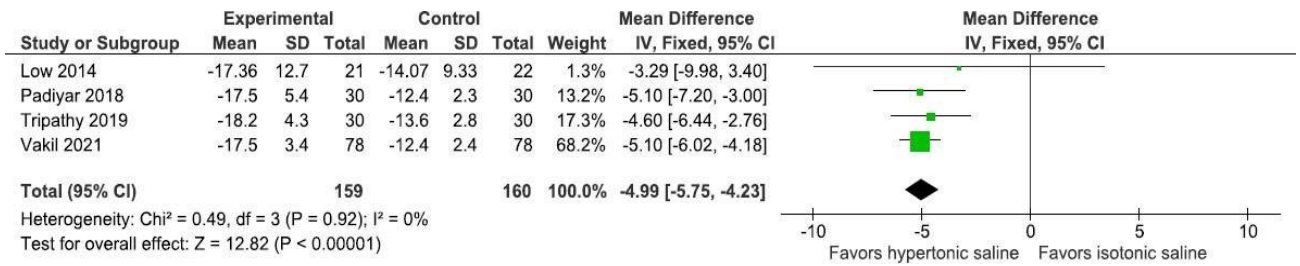 Experimental Control Mean Difference Mean Difference
Study or Subgroup Mean SD Total Mean SD Total Weight IV, Fixed, 95% CI IV, Fixed, 95% CI
Low 2014 -17.36 12.7 21 -14.07 9.33 22 1.3% -3.29 [-9.98, 3.40]
Padiyar 2018 -17.5 5.4 30 -12.4 2.3 30 13.2% -5.10 [-7.20, -3.00]
Tripathy 2019 -18.2 4.3 30 -13.6 2.8 30 17.3% -4.60 [-6.44, -2.76]
Vakil 2021 -17.5 3.4 78 -12.4 2.4 78 68.2% -5.10 [-6.02, -4.18]
Total (95% CI) 159 160 100.0% -4.99 [-5.75, -4.23]
Heterogeneity: Chi² = 0.49, df = 3 (P = 0.92); I² = 0%
Test for overall effect: Z = 12.82 (P < 0.00001)
-10 -5 0 5 10
Favors hypertonic saline Favors isotonic saline